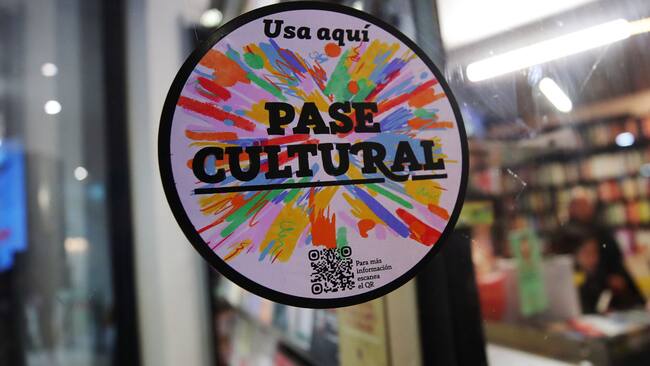 Usa aquí
PASE
CULTURAL
Para más
información
escanea
el QR